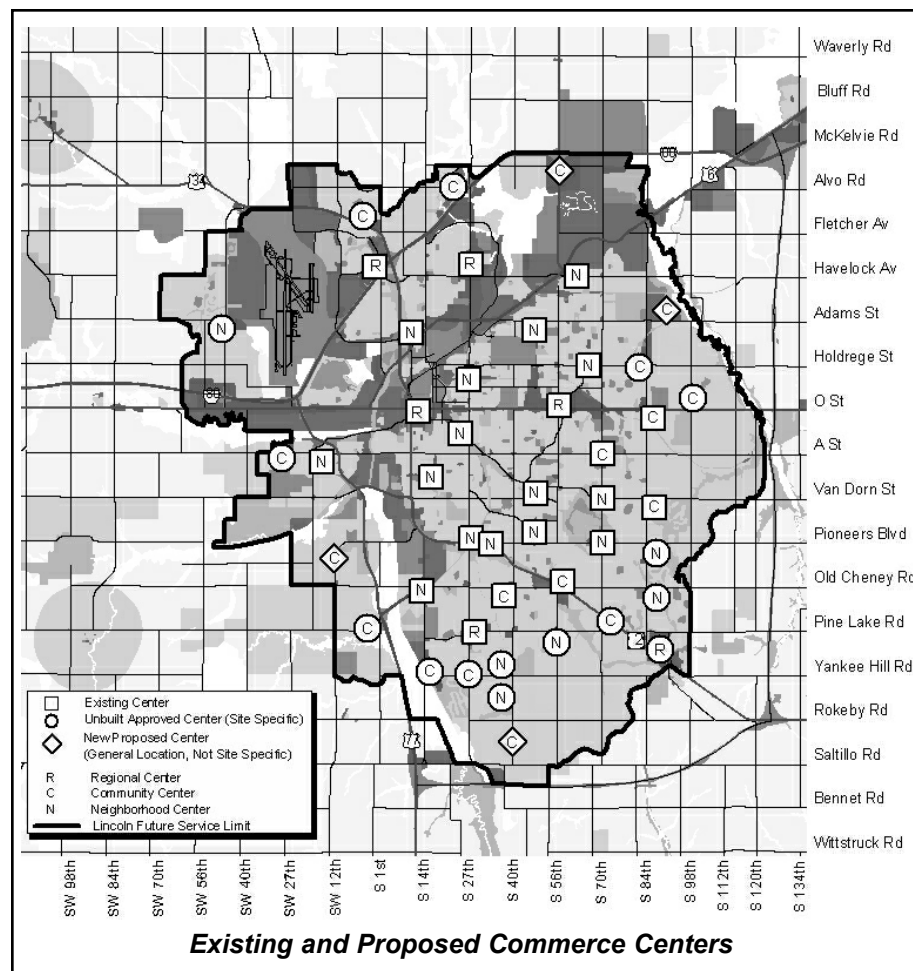 Waverly Rd
Bluff Rd
McKelvie Rd
Alvo Rd
Fletcher Av
Havelock Av
Adams St
Holdrege St
O St
A St
Van Dorn St
Pioneers Blvd
Old Cheney Rd
Pine Lake Rd
Yankee Hill Rd
Rokeby Rd
Saltillo Rd
Bennet Rd
Wittstruck Rd
34
6
C
C
C
C
R
R
N
C
N
N
N
N
N
C
R
R
C
C
N
C
N
C
N
N
N
C
N
N
N
N
N
C
C
N
C
N
C
C
R
N
R
N
C
C
N
C
77
Existing Center
Unbuilt Approved Center (Site Specific)
New Proposed Center
(General Location, Not Site Specific)
R Regional Center
C Community Center
N Neighborhood Center
Lincoln Future Service Limit
SW 98th
SW 84th
SW 70th
SW 56th
SW 40th
SW 27th
SW 12th
S 1st
S 14th
S 27th
S 40th
S 56th
S 70th
S 84th
S 98th
S 112th
S 120th
S 134th
Existing and Proposed Commerce Centers